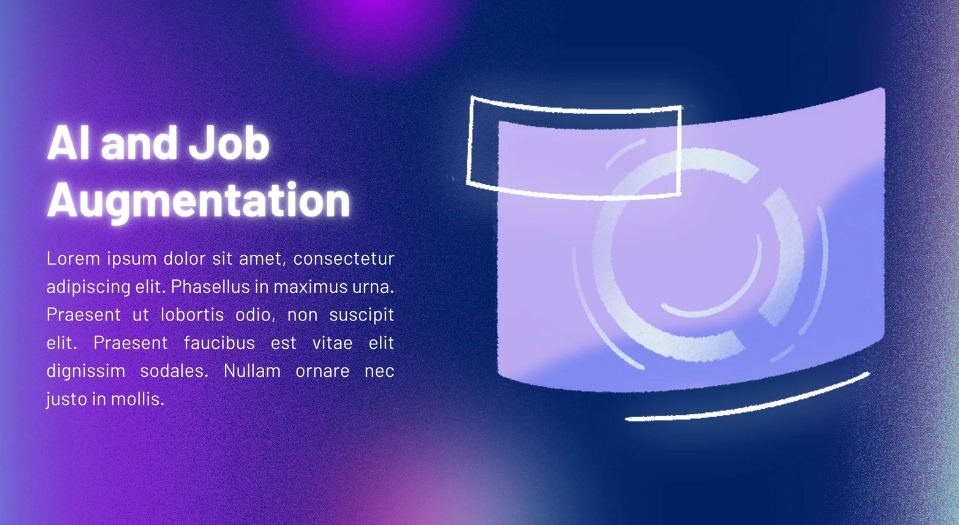 AI and Job
Augmentation
Lorem ipsum dolor sit amet, consectetur
adipiscing elit. Phasellus in maximus urna.
Praesent ut lobortis odio, non suscipit
elit. Praesent faucibus est vitae elit
dignissim sodales. Nullam ornare nec
justo in mollis.